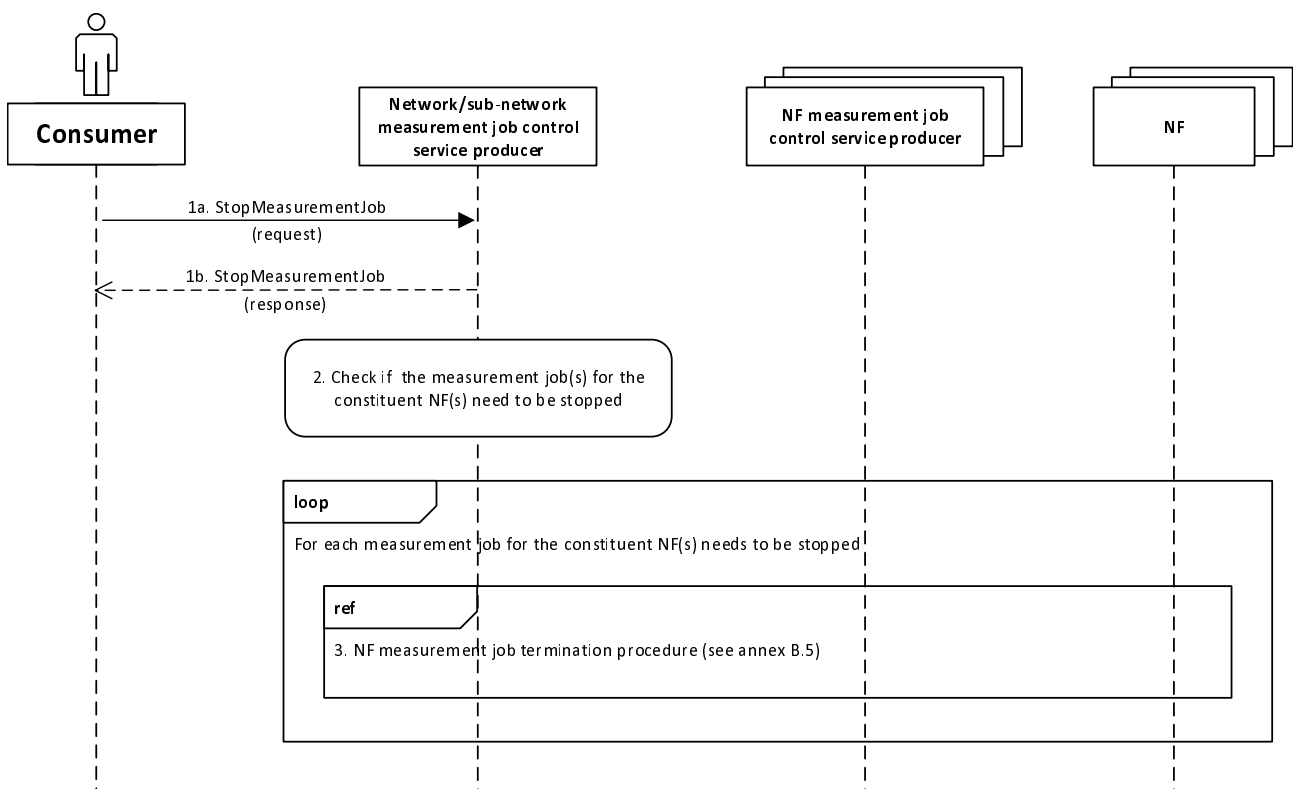 Consumer
Network/sub-network
measurement job control
service producer
NF measurement job
control service producer
NF
1a. StopMeasurementJob
(request)
1b. StopMeasurementJob
(response)
2. Check if the measurement job(s) for the
constituent NF(s) need to be stopped
loop
For each measurement job for the constituent NF(s) needs to be stopped
ref
3. NF measurement job termination procedure (see annex B.5)